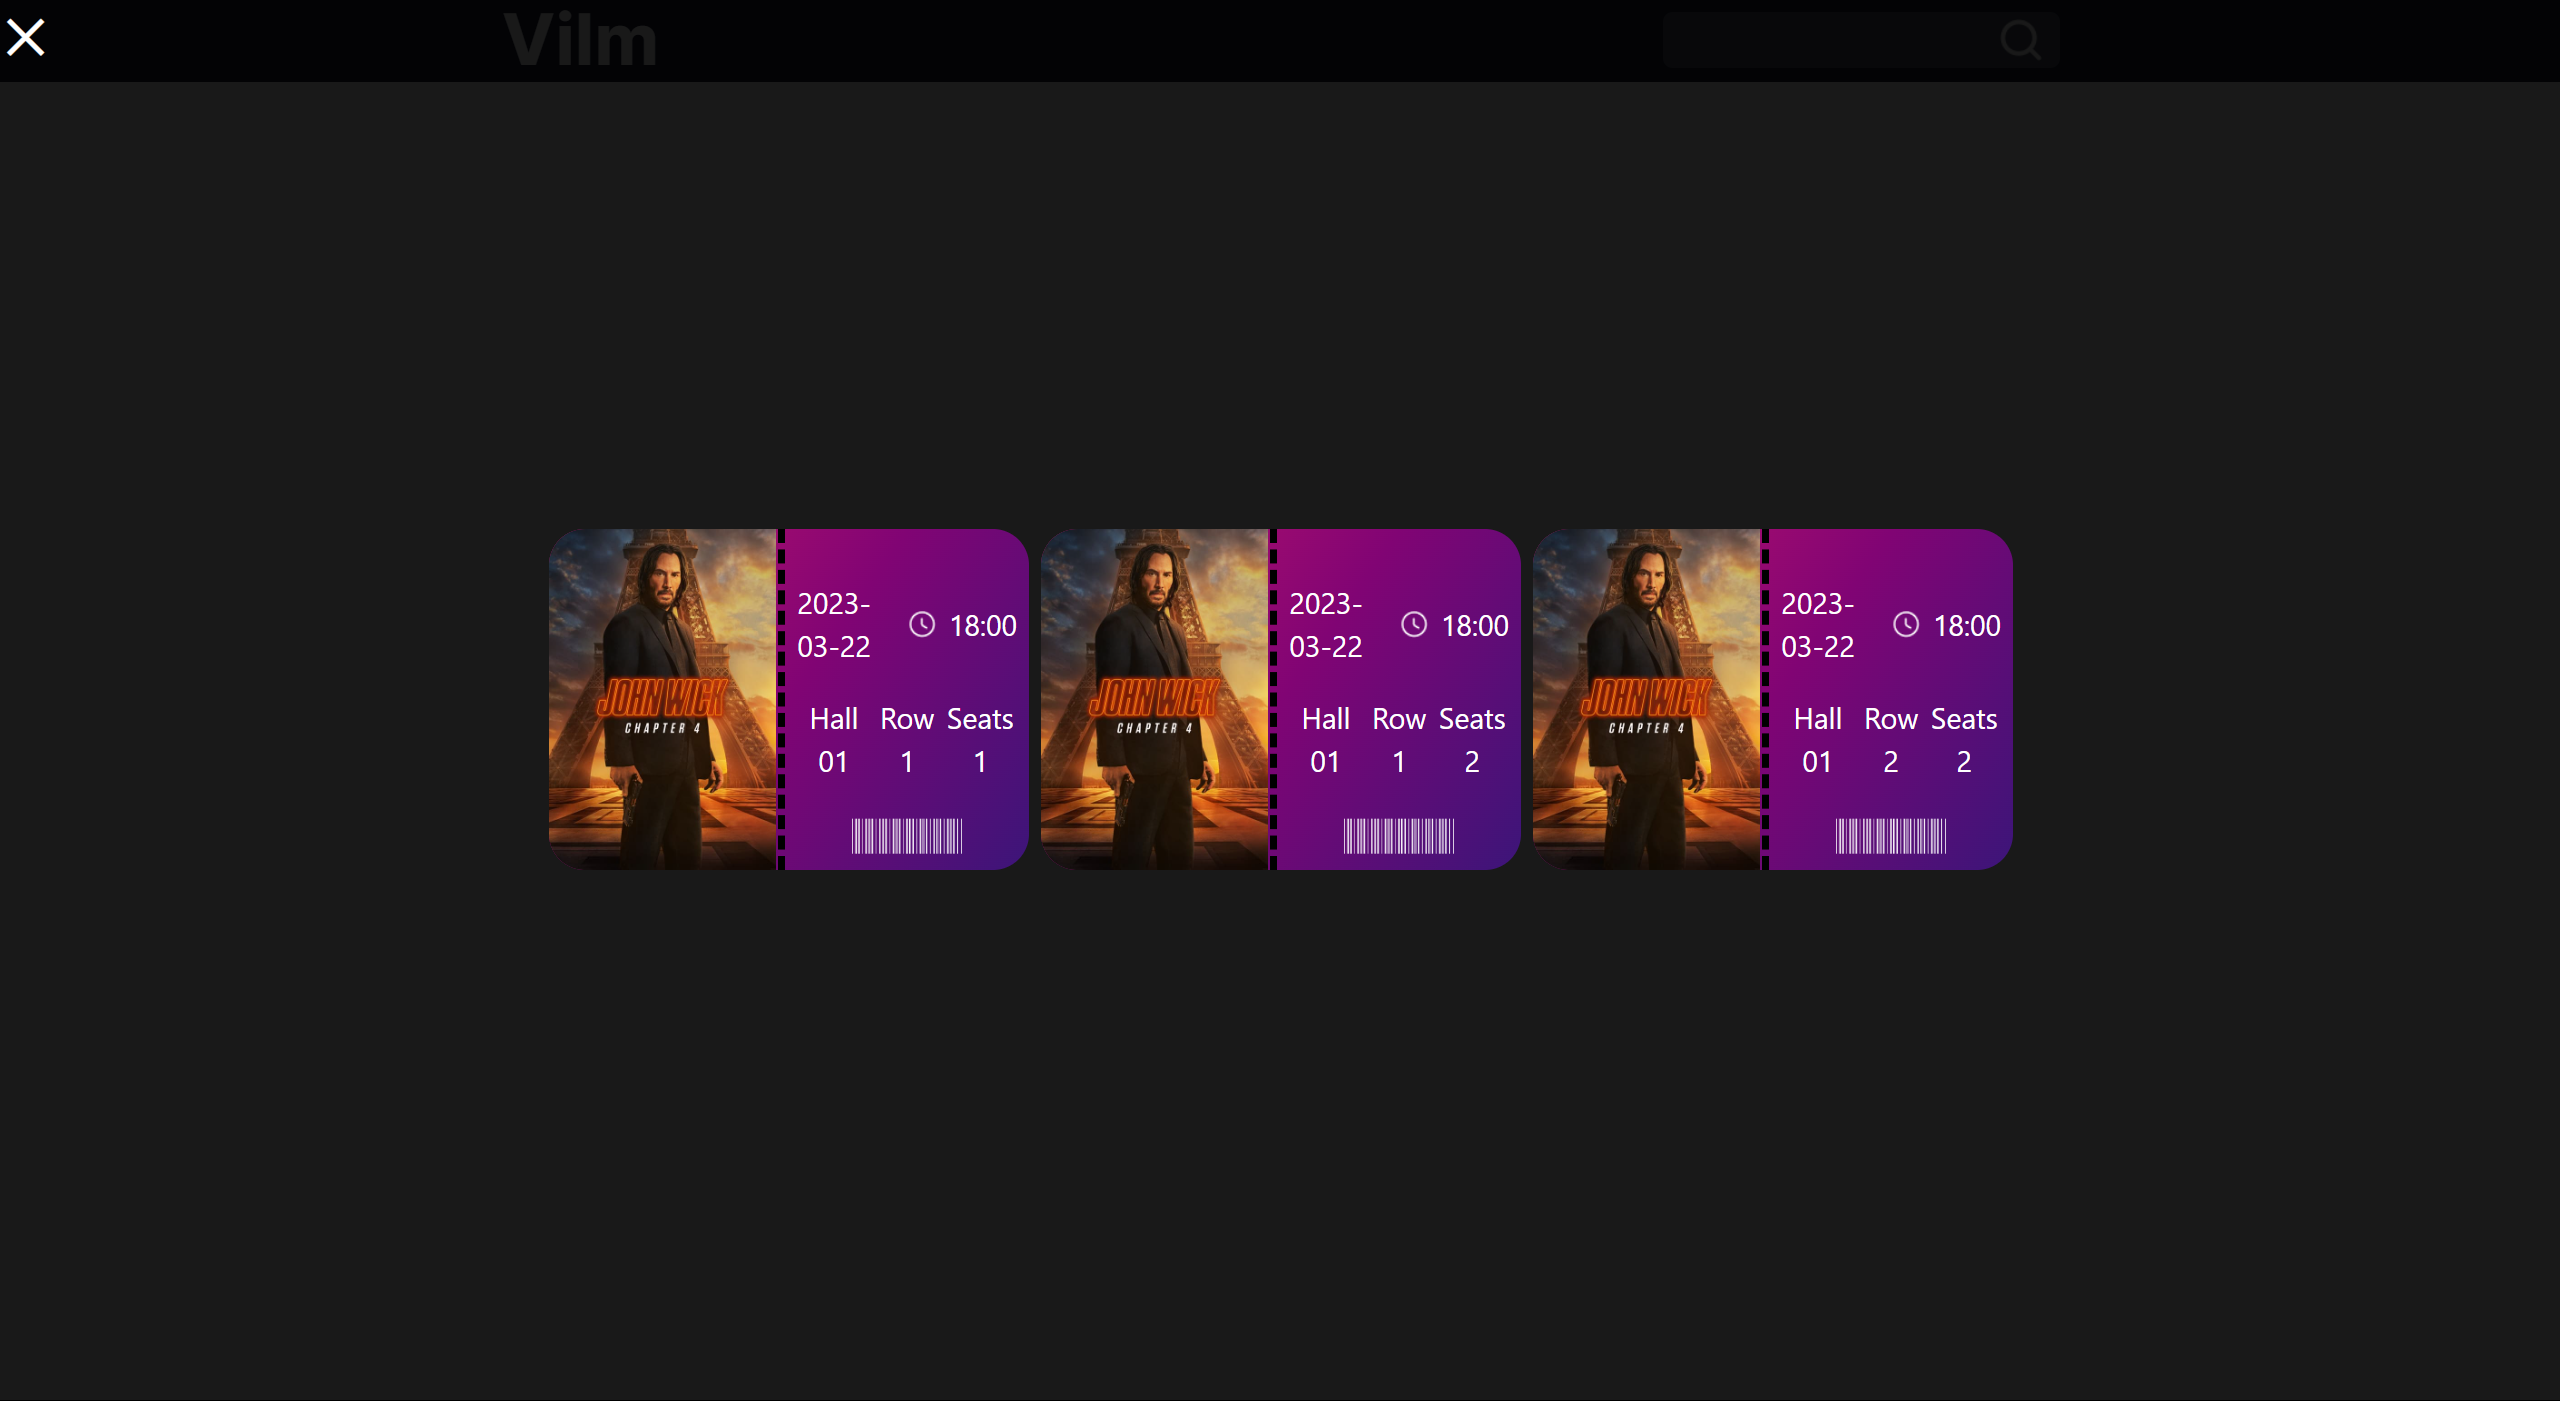 Vilm
2023-
03-22
18:00
JOHN WICK
CHAPTER 4
Hall Row Seats
01 1 1
2023-
03-22
18:00
JOHN WICK
CHAPTER 4
Hall Row Seats
01 1 2
2023-
03-22
18:00
JOHN WICK
CHAPTER 4
Hall Row Seats
01 2 2